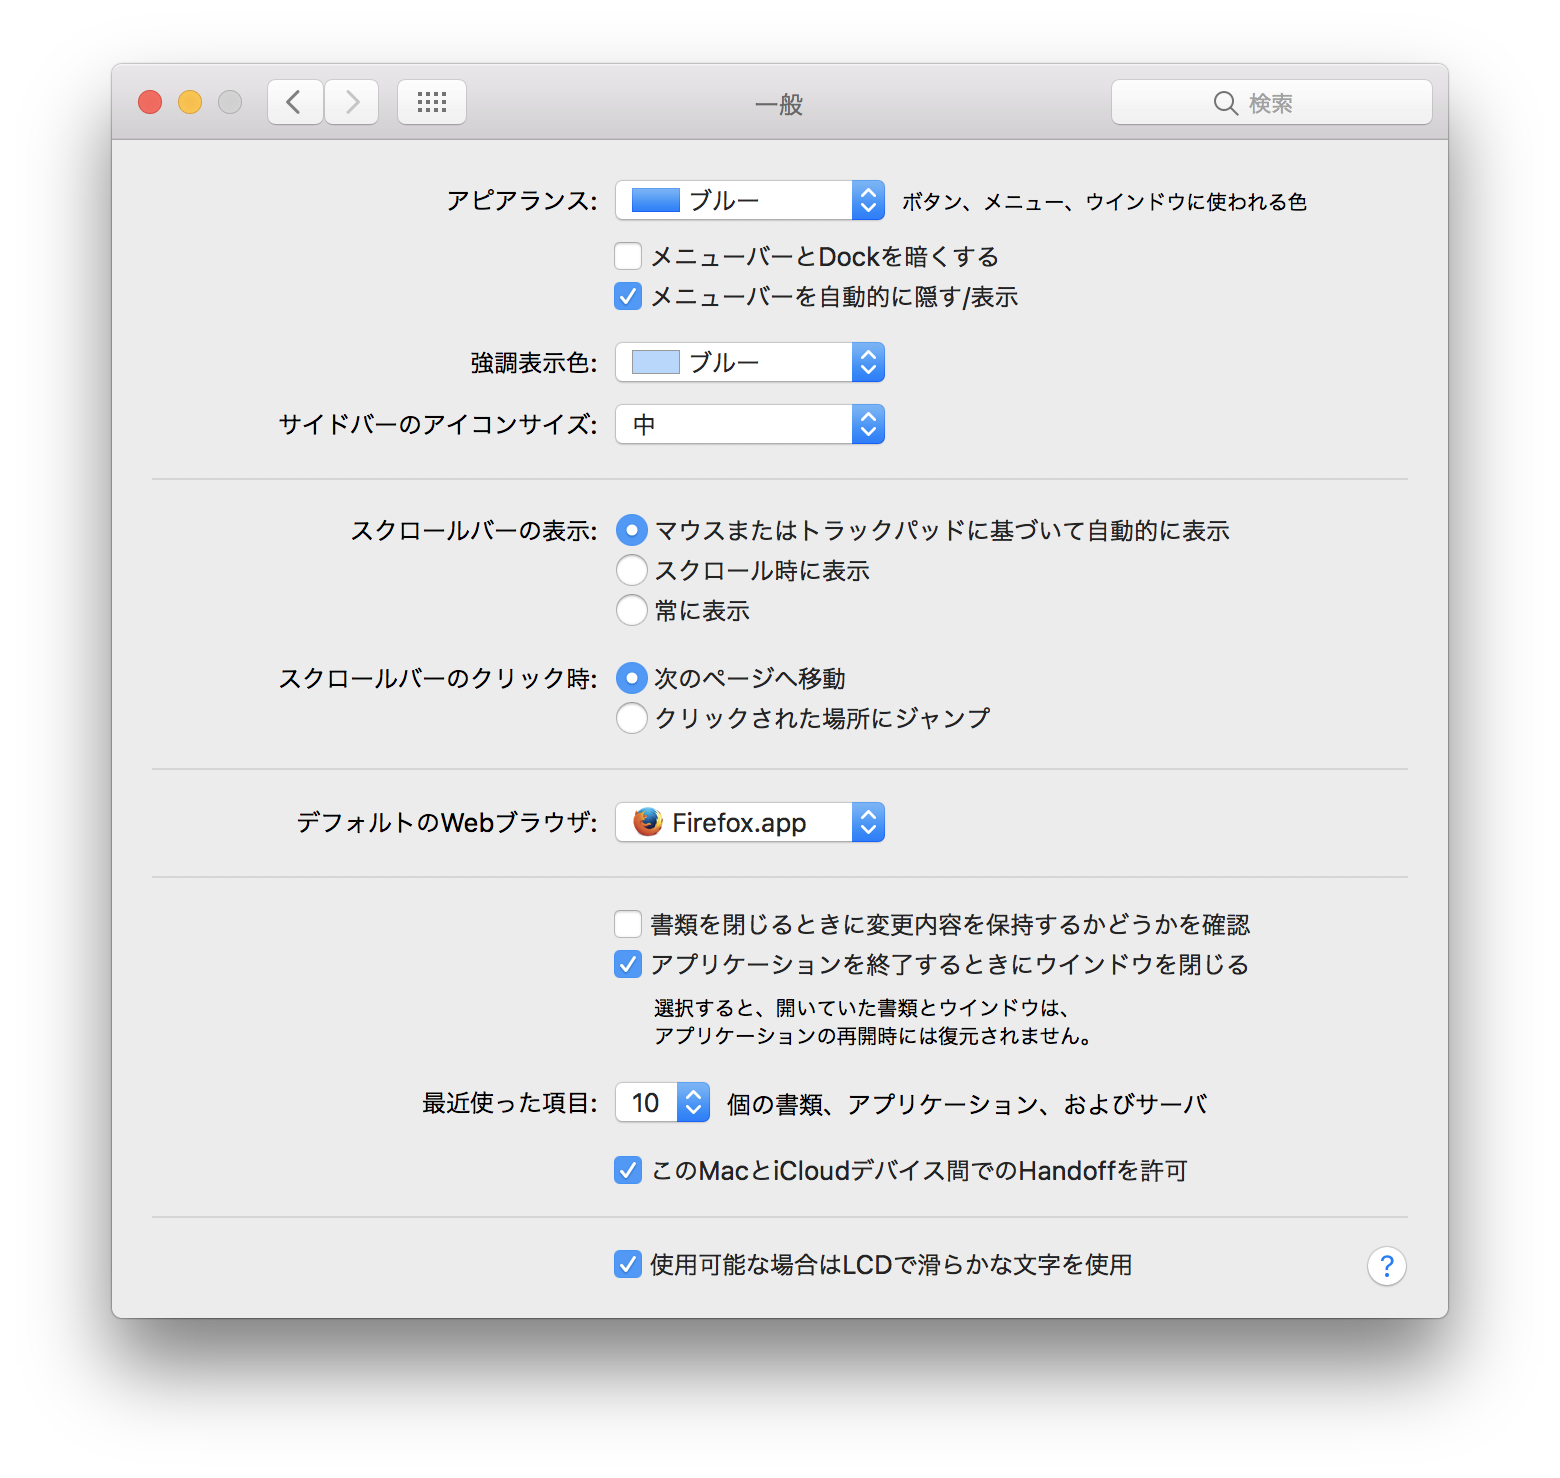 一般
検索
アピアランス: ブルー ボタン、メニュー、ウインドウに使われる色
メニューバーとDockを暗くする
メニューバーを自動的に隠す/表示
強調表示色: ブルー
サイドバーのアイコンサイズ: 中
スクロールバーの表示: マウスまたはトラックパッドに基づいて自動的に表示
スクロール時に表示
常に表示
スクロールバーのクリック時: 次のページへ移動
クリックされた場所にジャンプ
デフォルトのWebブラウザ: Firefox.app
書類を閉じるときに変更内容を保持するかどうかを確認
アプリケーションを終了するときにウインドウを閉じる
選択すると、開いていた書類とウインドウは、
アプリケーションの再開時には復元されません。
最近使った項目: 10 個の書類、アプリケーション、およびサーバ
このMacとiCloudデバイス間でのHandoffを許可
使用可能な場合はLCDで滑らかな文字を使用
?